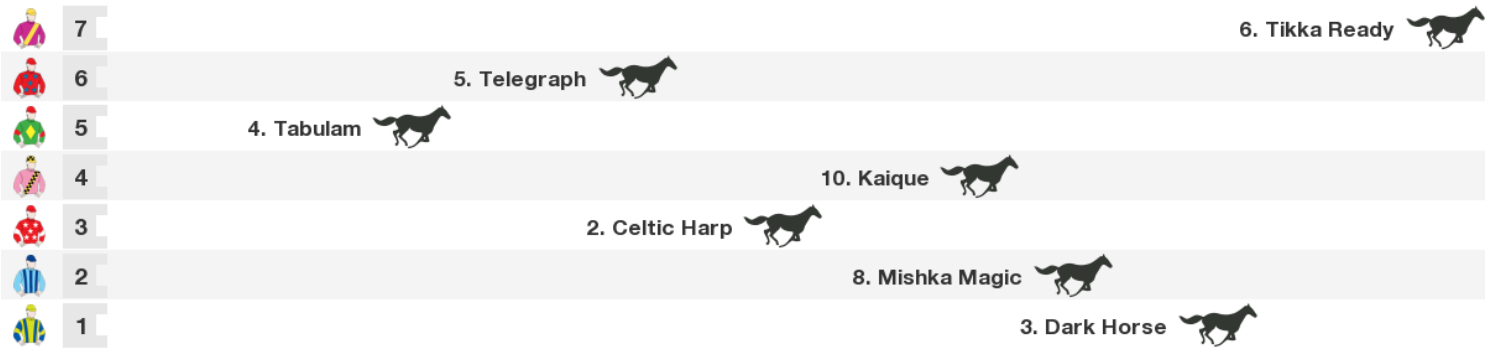 7 6. Tikka Ready
6 5. Telegraph
5 4. Tabulam
4 10. Kaique
3 2. Celtic Harp
2 8. Mishka Magic
1 3. Dark Horse